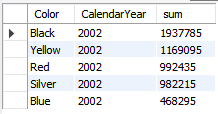 Color CalendarYear sum
Black 2002 1937785
Yellow 2002 1169095
Red 2002 992435
Silver 2002 982215
Blue 2002 468295